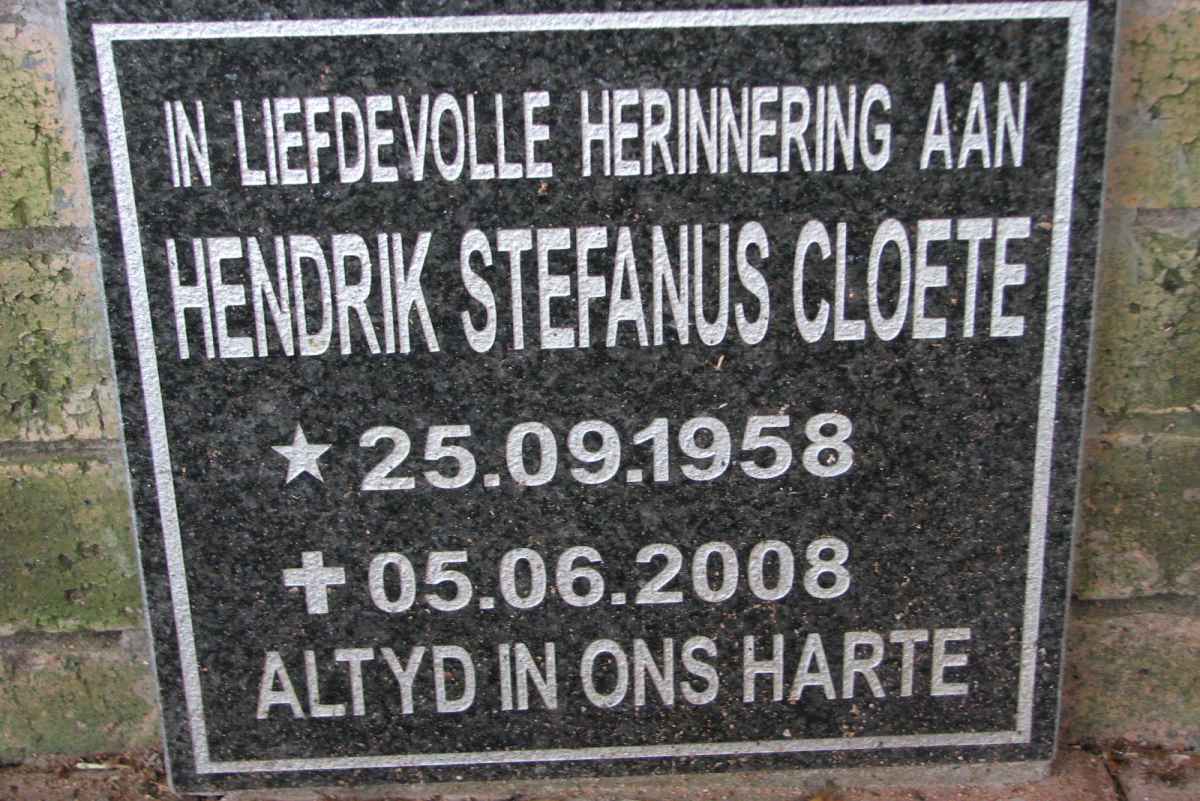 IN LIEFDEVOLLE HERINNERING AAN
HENDRIK STEFANUS CLOETE
★ 25.09.1958
✝ 05.06.2008
ALTYD IN ONS HARTE